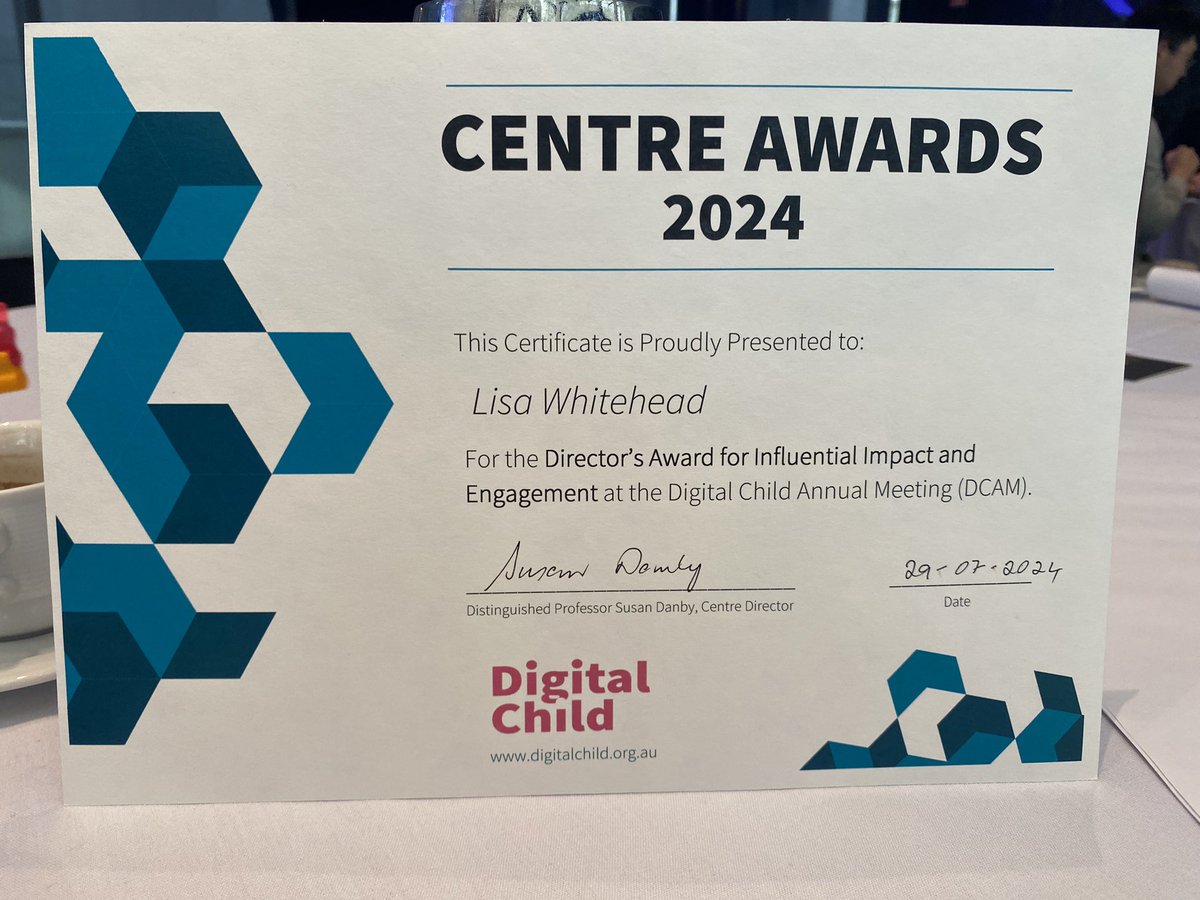 CENTRE AWARDS
2024
This Certificate is Proudly Presented to:
Lisa Whitehead
For the Director's Award for Influential Impact and
Engagement at the Digital Child Annual Meeting (DCAM).
Susan Danby 29-07-2024
Distinguished Professor Susan Danby, Centre Director Date
Digital
Child
www.digitalchild.org.au